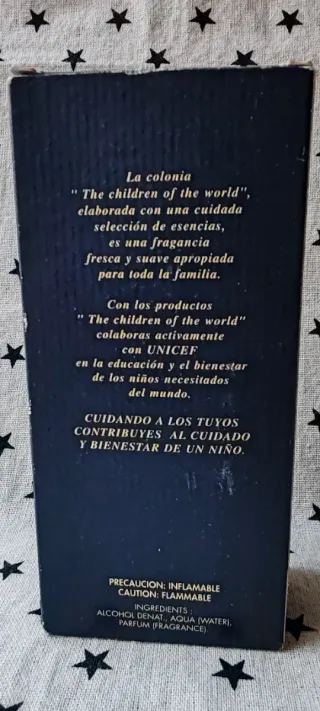 La colonia
" The children of the world",
elaborada con una cuidada
selección de esencias,
es una fragancia
fresca y suave apropiada
para toda la familia.
Con los productos
" The children of the world"
colaboras activamente
con UNICEF
en la educación y el bienestar
de los niños necesitados
del mundo.
CUIDANDO A LOS TUYOS
CONTRIBUYES AL CUIDADO
Y BIENESTAR DE UN NIÑO.
PRECAUCION: INFLAMABLE
CAUTION: FLAMMABLE
INGREDIENTS :
ALCOHOL DENAT., AQUA (WATER),
PARFUM (FRAGRANCE).